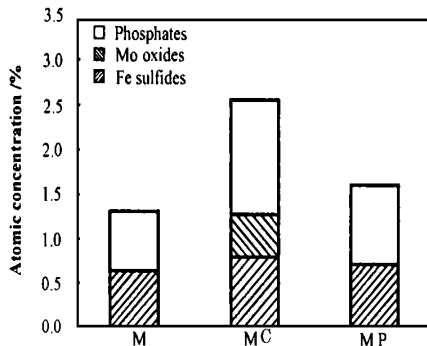 3.5
Phosphates
3.0
Mo oxides
Fe sulfides
2.5
2.0
1.5
1.0
0.5
0.0
Atomic concentration /%
M MC MP